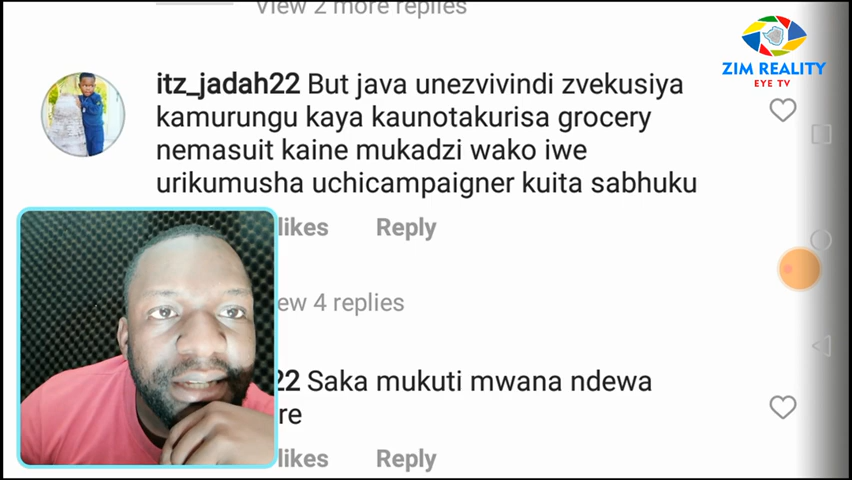 View 2 more replies
ZIM REALITY
EYE TV
itz_jadah22 But java unezvivindi zvekusiya
kamurungu kaya kaunotakurisa grocery
nemasuit kaine mukadzi wako iwe
urikumusha uchicampaigner kuita sabhuku
likes Reply
ew 4 replies
22 Saka mukuti mwana ndewa
re
likes Reply